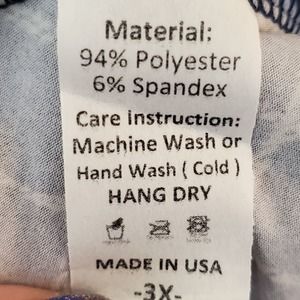 Material:
94% Polyester
6% Spandex
Care Instruction:
Machine Wash or
Hand Wash ( Cold )
HANG DRY
MADE IN USA
-3X-